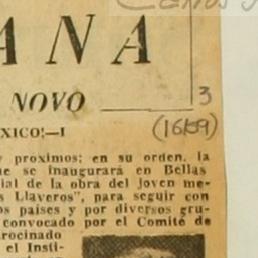 ANA
NOVO
3
XICO!—I
(16/59)
y proximos; en su orden, la
ue se inaugurará en Bellas
ial de la obra del joven me-
s Llaveros", para seguir con
os países y por diversos gru-
convocado por el Comité de
rocinado
el Insti-